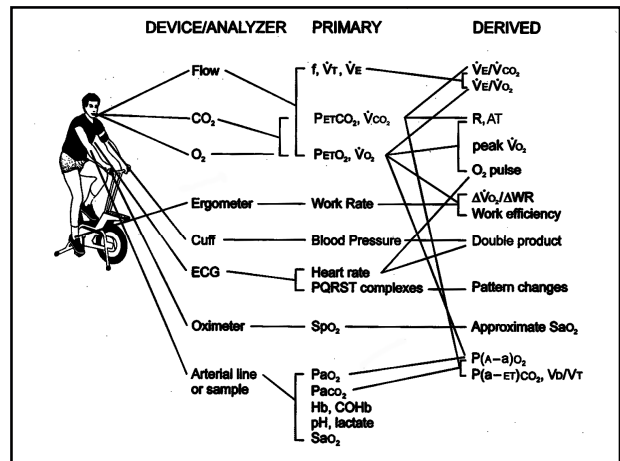 DEVICE/ANALYZER PRIMARY DERIVED
Flow f, V̇T, V̇E V̇E/V̇CO₂
V̇E/V̇O₂
CO₂ PETCO₂, V̇CO₂ R, AT
peak V̇O₂
O₂ PETO₂, V̇O₂
O₂ pulse
Ergometer Work Rate ΔV̇O₂/ΔWR
Work efficiency
Cuff Blood Pressure Double product
ECG Heart rate
PQRST complexes Pattern changes
Oximeter SpO₂ Approximate SaO₂
Arterial line
or sample
PaO₂ P(A-a)O₂
PaCO₂ P(a-ET)CO₂, VD/VT
Hb, COHb
pH, lactate
SaO₂